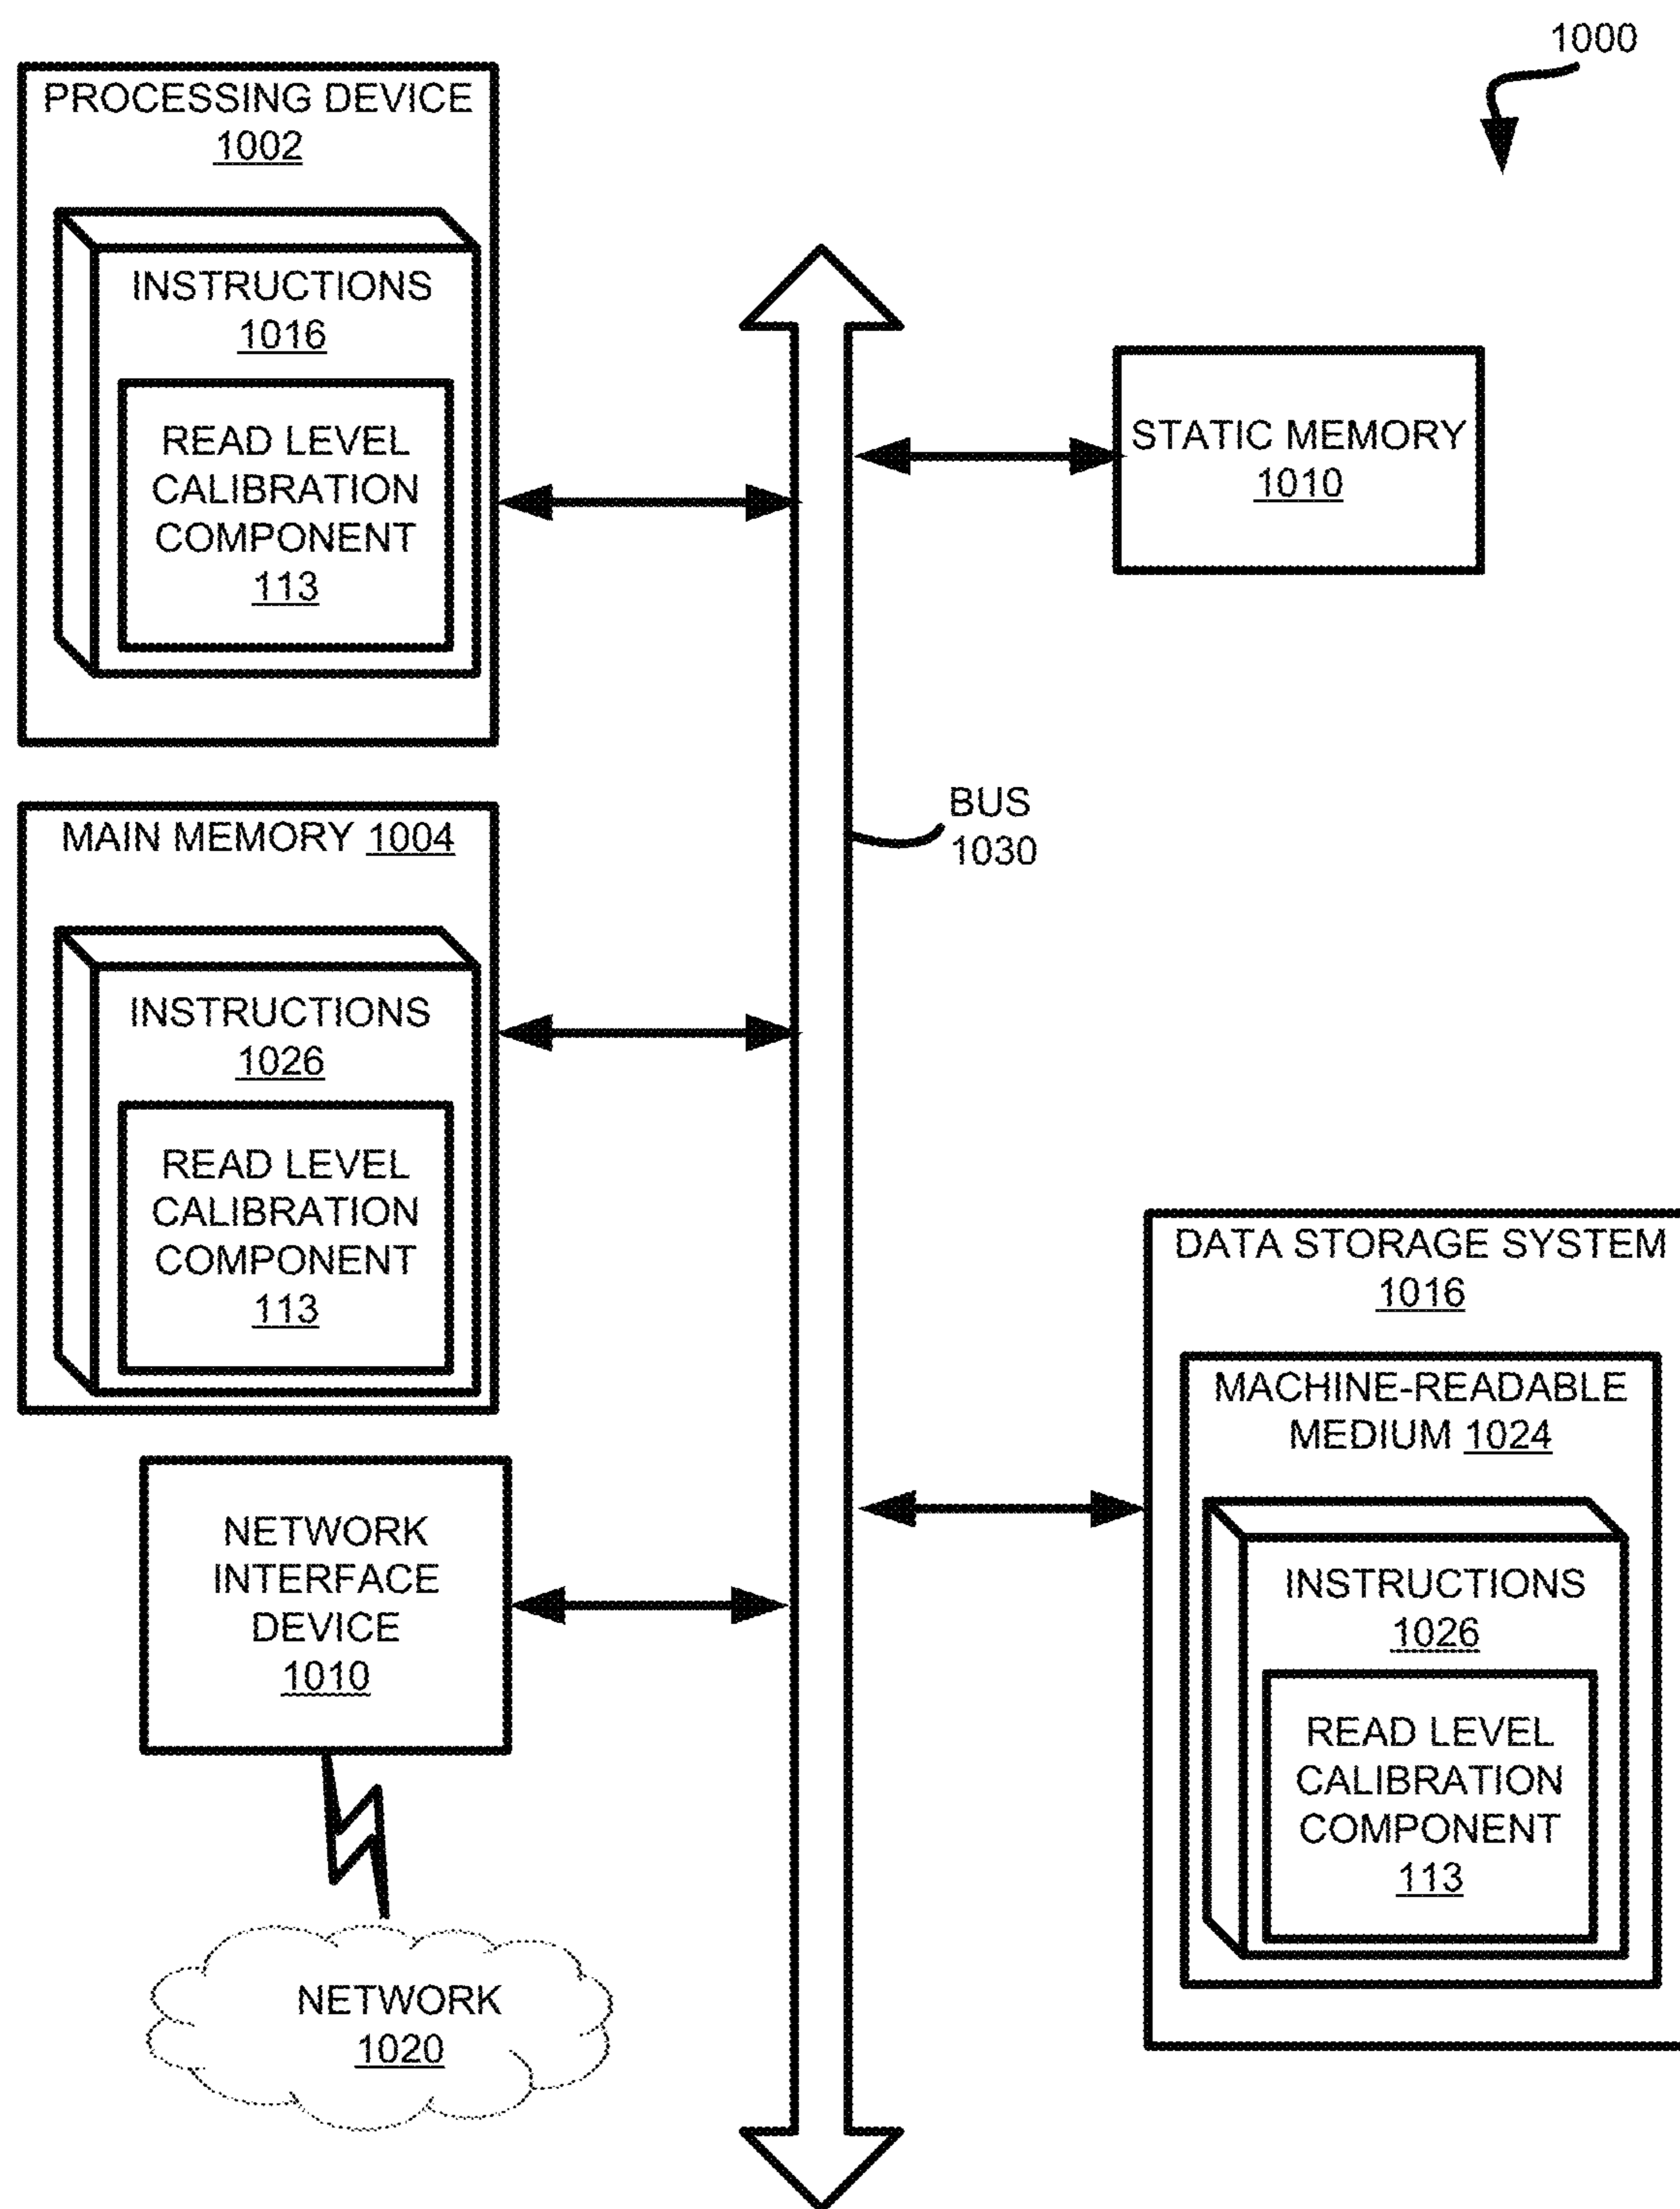 1000
PROCESSING DEVICE
1002
INSTRUCTIONS
1016
READ LEVEL
CALIBRATION
COMPONENT
113
STATIC MEMORY
1010
BUS
1030
MAIN MEMORY 1004
INSTRUCTIONS
1026
READ LEVEL
CALIBRATION
COMPONENT
113
DATA STORAGE SYSTEM
1016
MACHINE-READABLE
MEDIUM 1024
INSTRUCTIONS
1026
READ LEVEL
CALIBRATION
COMPONENT
113
NETWORK
INTERFACE
DEVICE
1010
NETWORK
1020